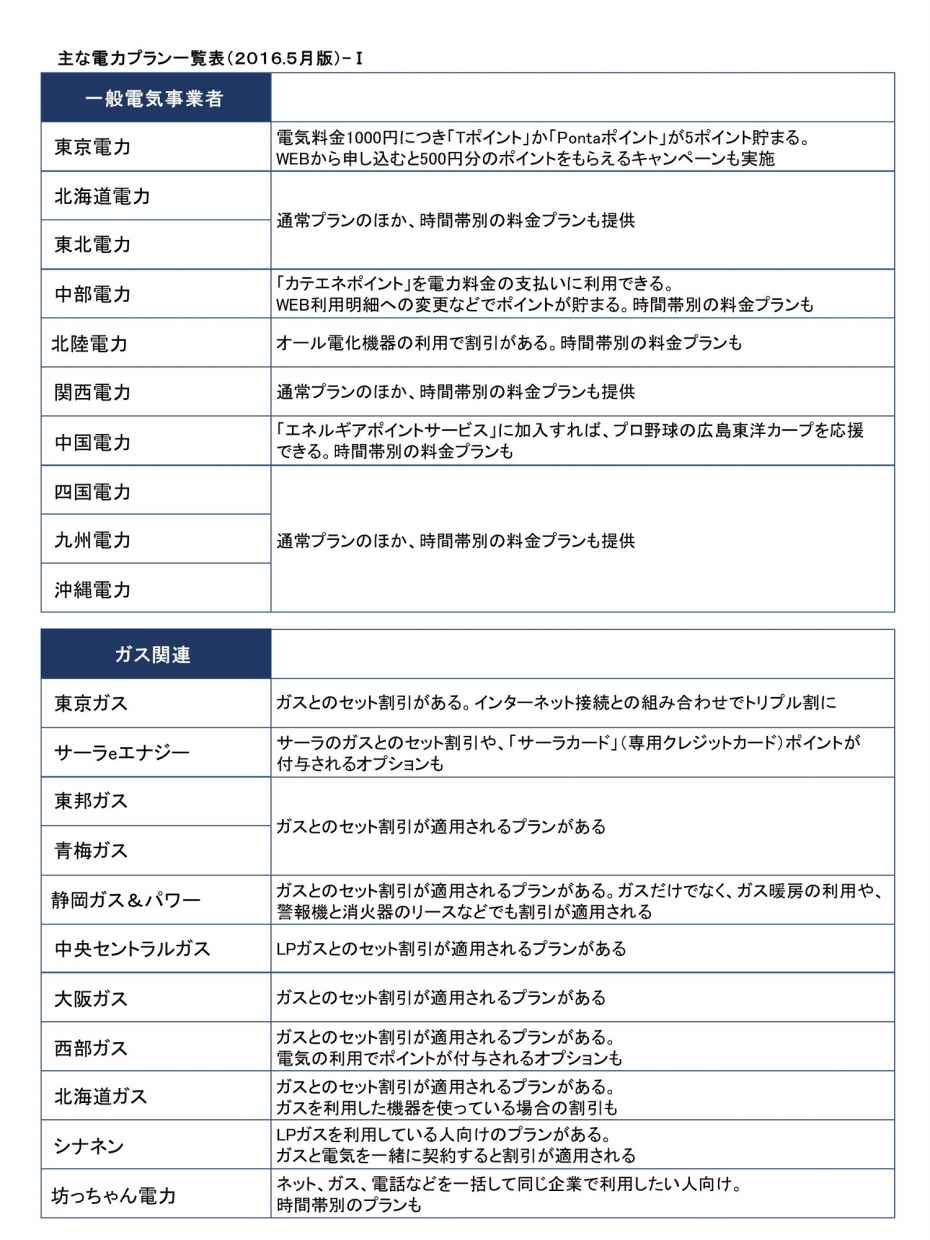 主な電力プラン一覧表(2016.5月版)-Ⅰ
一般電気事業者
東京電力
電気料金1000円につき「Tポイント」か「Pontaポイント」が5ポイント貯まる。
WEBから申し込むと500円分のポイントをもらえるキャンペーンも実施
北海道電力
東北電力
通常プランのほか、時間帯別の料金プランも提供
中部電力
「カテエネポイント」を電力料金の支払いに利用できる。
WEB利用明細への変更などでポイントが貯まる。時間帯別の料金プランも
北陸電力
オール電化機器の利用で割引がある。時間帯別の料金プランも
関西電力
通常プランのほか、時間帯別の料金プランも提供
中国電力
「エネルギアポイントサービス」に加入すれば、プロ野球の広島東洋カープを応援
できる。時間帯別の料金プランも
四国電力
九州電力
沖縄電力
通常プランのほか、時間帯別の料金プランも提供
ガス関連
東京ガス
ガスとのセット割引がある。インターネット接続との組み合わせでトリプル割に
サーラeエナジー
サーラのガスとのセット割引や、「サーラカード」(専用クレジットカード)ポイントが
付与されるオプションも
東邦ガス
青梅ガス
ガスとのセット割引が適用されるプランがある
静岡ガス&パワー
ガスとのセット割引が適用されるプランがある。ガスだけでなく、ガス暖房の利用や、
警報機と消火器のリースなどでも割引が適用される
中央セントラルガス
LPガスとのセット割引が適用されるプランがある
大阪ガス
ガスとのセット割引が適用されるプランがある
西部ガス
ガスとのセット割引が適用されるプランがある。
電気の利用でポイントが付与されるオプションも
北海道ガス
ガスとのセット割引が適用されるプランがある。
ガスを利用した機器を使っている場合の割引も
シナネン
LPガスを利用している人向けのプランがある。
ガスと電気を一緒に契約すると割引が適用される
坊っちゃん電力
ネット、ガス、電話などを一括して同じ企業で利用したい人向け。
時間帯別のプランも